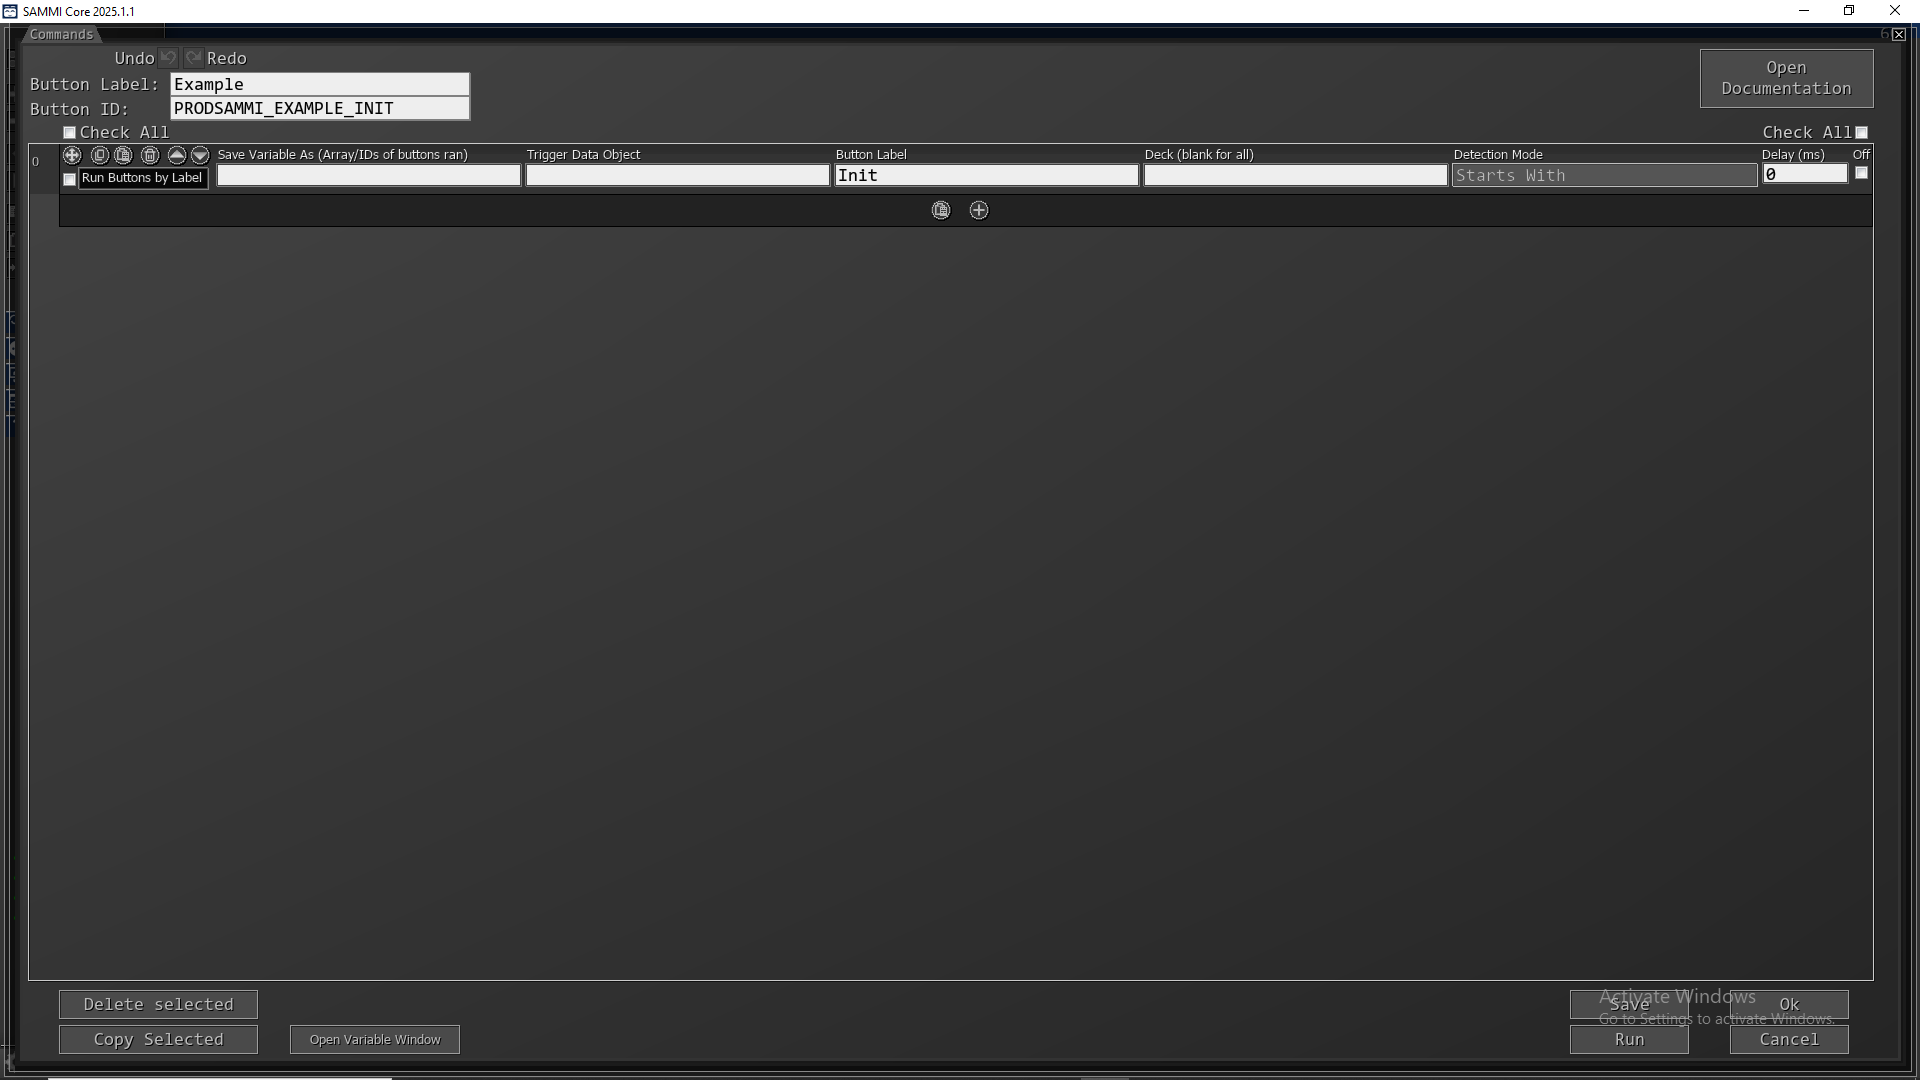 SAMMI Core 2025.1.1
Commands
6
Undo Redo
Open
Documentation
Button Label: Example
Button ID: PRODSAMMI_EXAMPLE_INIT
Check All Check All
0 Save Variable As (Array/IDs of buttons ran) Trigger Data Object Button Label Deck (blank for all) Detection Mode Delay (ms) Off
Run Buttons by Label Init Starts With 0
Delete selected Save Ok
Copy Selected Open Variable Window Run Cancel
Activate Windows
Go to Settings to activate Windows.